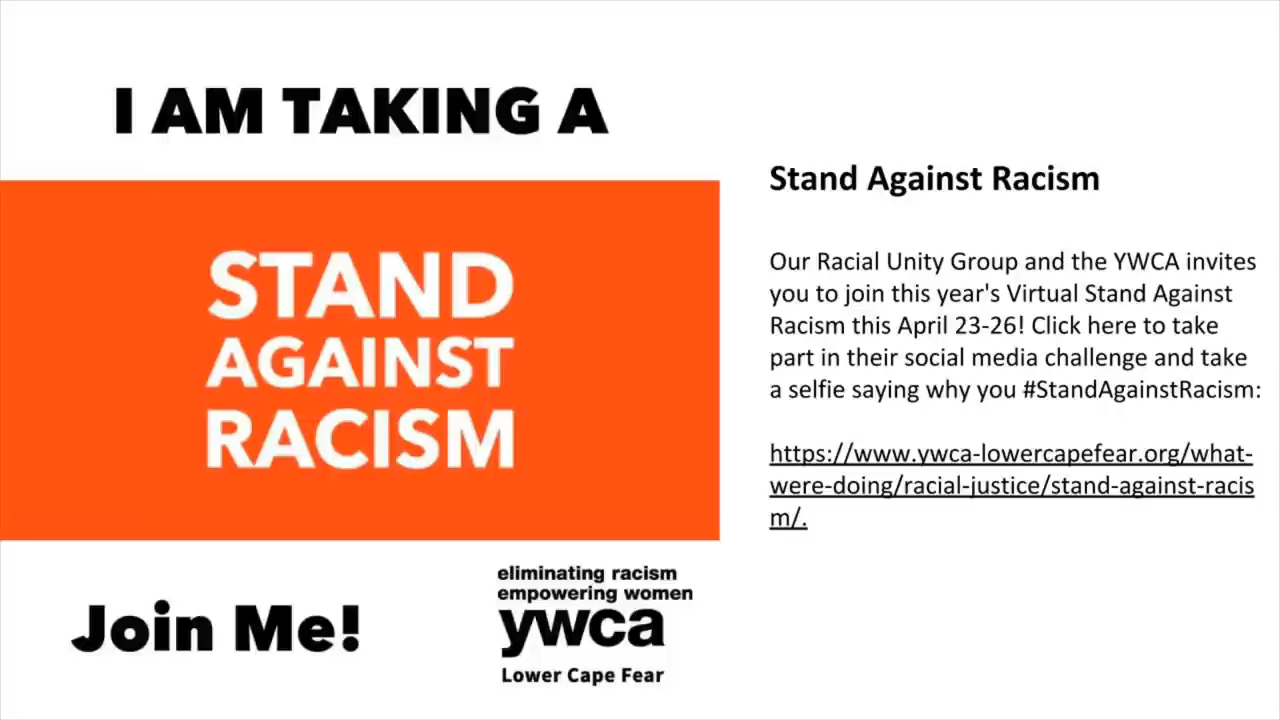 I AM TAKING A
STAND
AGAINST
RACISM
Join Me!
eliminating racism
empowering women
ywca
Lower Cape Fear
Stand Against Racism
Our Racial Unity Group and the YWCA invites
you to join this year's Virtual Stand Against
Racism this April 23-26! Click here to take
part in their social media challenge and take
a selfie saying why you #StandAgainstRacism:
https://www.ywca-lowercapefear.org/what-
were-doing/racial-justice/stand-against-racis
m/.